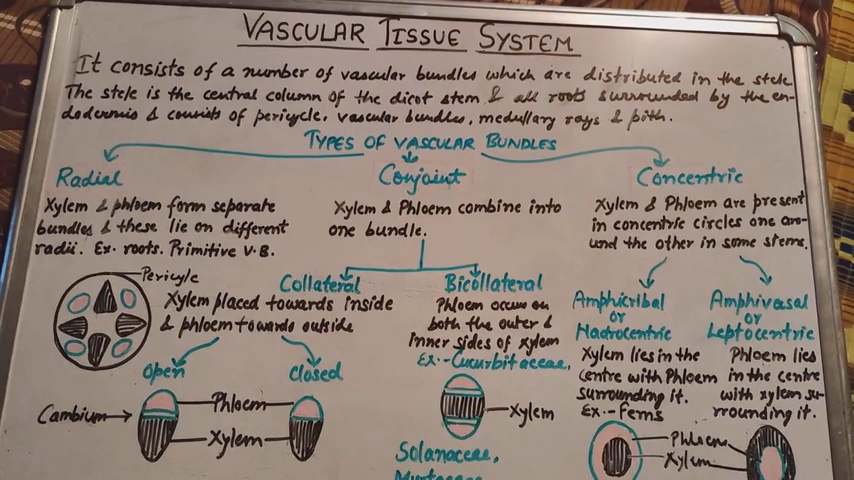 VASCULAR TISSUE SYSTEM
It consists of a number of vascular bundles which are distributed in the stele
The stele is the central column of the dicot stem & all roots surrounded by the en-
dodermis & consists of pericycle, vascular bundles, medullary rays & pith.
TYPES OF VASCULAR BUNDLES
Radial
Xylem & phloem form separate
bundles & these lie on different
radii. Ex. roots. Primitive V.B.
Pericycle
Conjoint
Xylem & Phloem combine into
one bundle.
Collateral
Xylem placed towards inside
& phloem towards outside
Open
Closed
Cambium
Phloem
Xylem
Bicollateral
Phloem occurs on
both the outer &
inner sides of xylem
Ex.-Cucurbitaceae,
Xylem
Solanaceae,
Concentric
Xylem & Phloem are present
in concentric circles one aro-
und the other in some stems.
Amphicribal
or
Hadrocentric
Xylem lies in the
centre with Phloem
surrounding it.
Ex.-Ferns
Amphivasal
or
Leptocentric
Phloem lies
in the centre
with xylem su-
rrounding it.
Phloem
Xylem